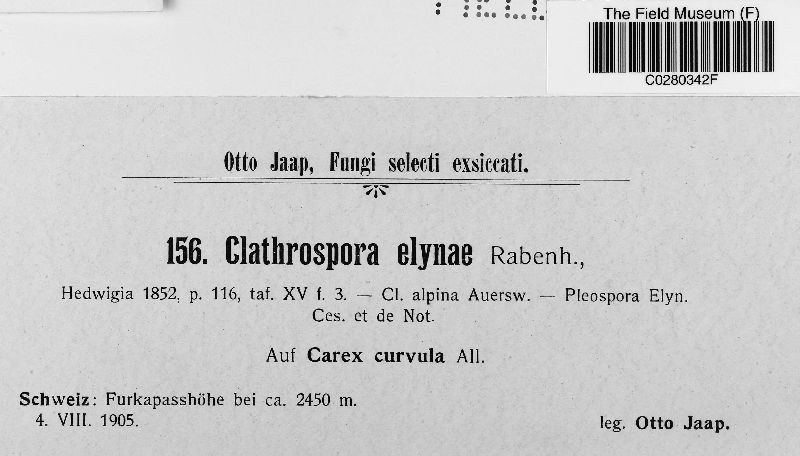 The Field Museum (F)
C0280342F
Otto Jaap, Fungi selecti exsiccati.
156. Clathrospora elynae Rabenh.,
Hedwigia 1852, p. 116, taf. XV f. 3. — Cl. alpina Auersw. — Pleospora Elyn.
Ces. et de Not.
Auf Carex curvula All.
Schweiz: Furkapasshöhe bei ca. 2450 m.
4. VIII. 1905.
leg. Otto Jaap.